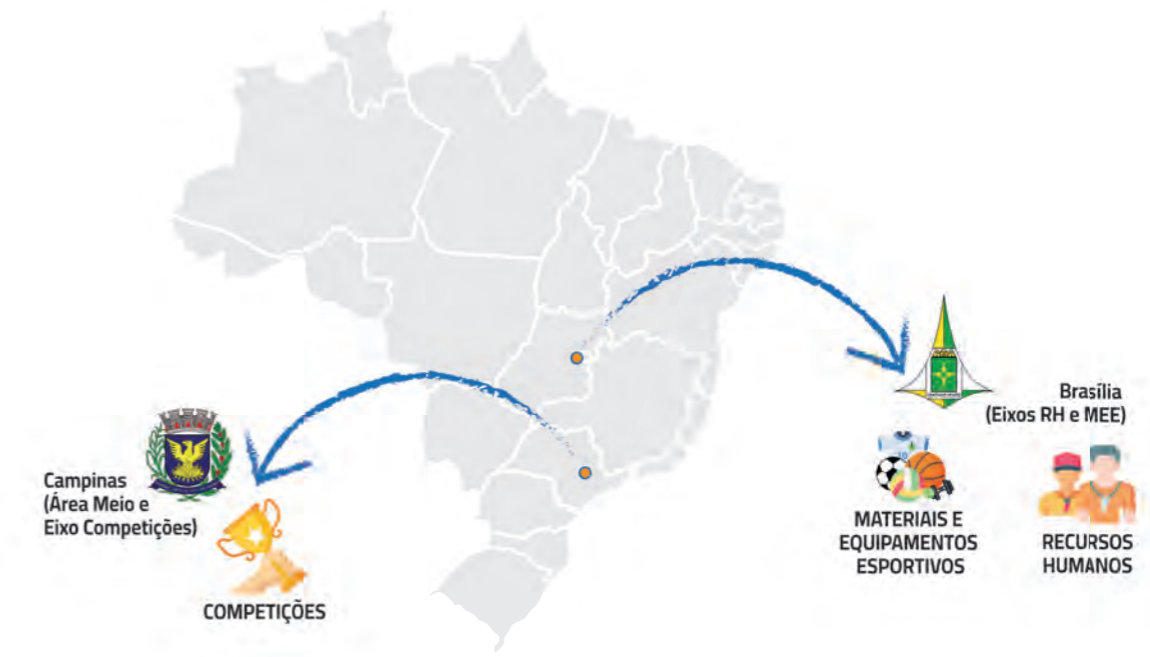 Brasília
(Eixos RH e MEE)
Campinas
(Área Meio e
Eixo Competições)
MATERIAIS E
EQUIPAMENTOS
ESPORTIVOS
RECURSOS
HUMANOS
COMPETIÇÕES